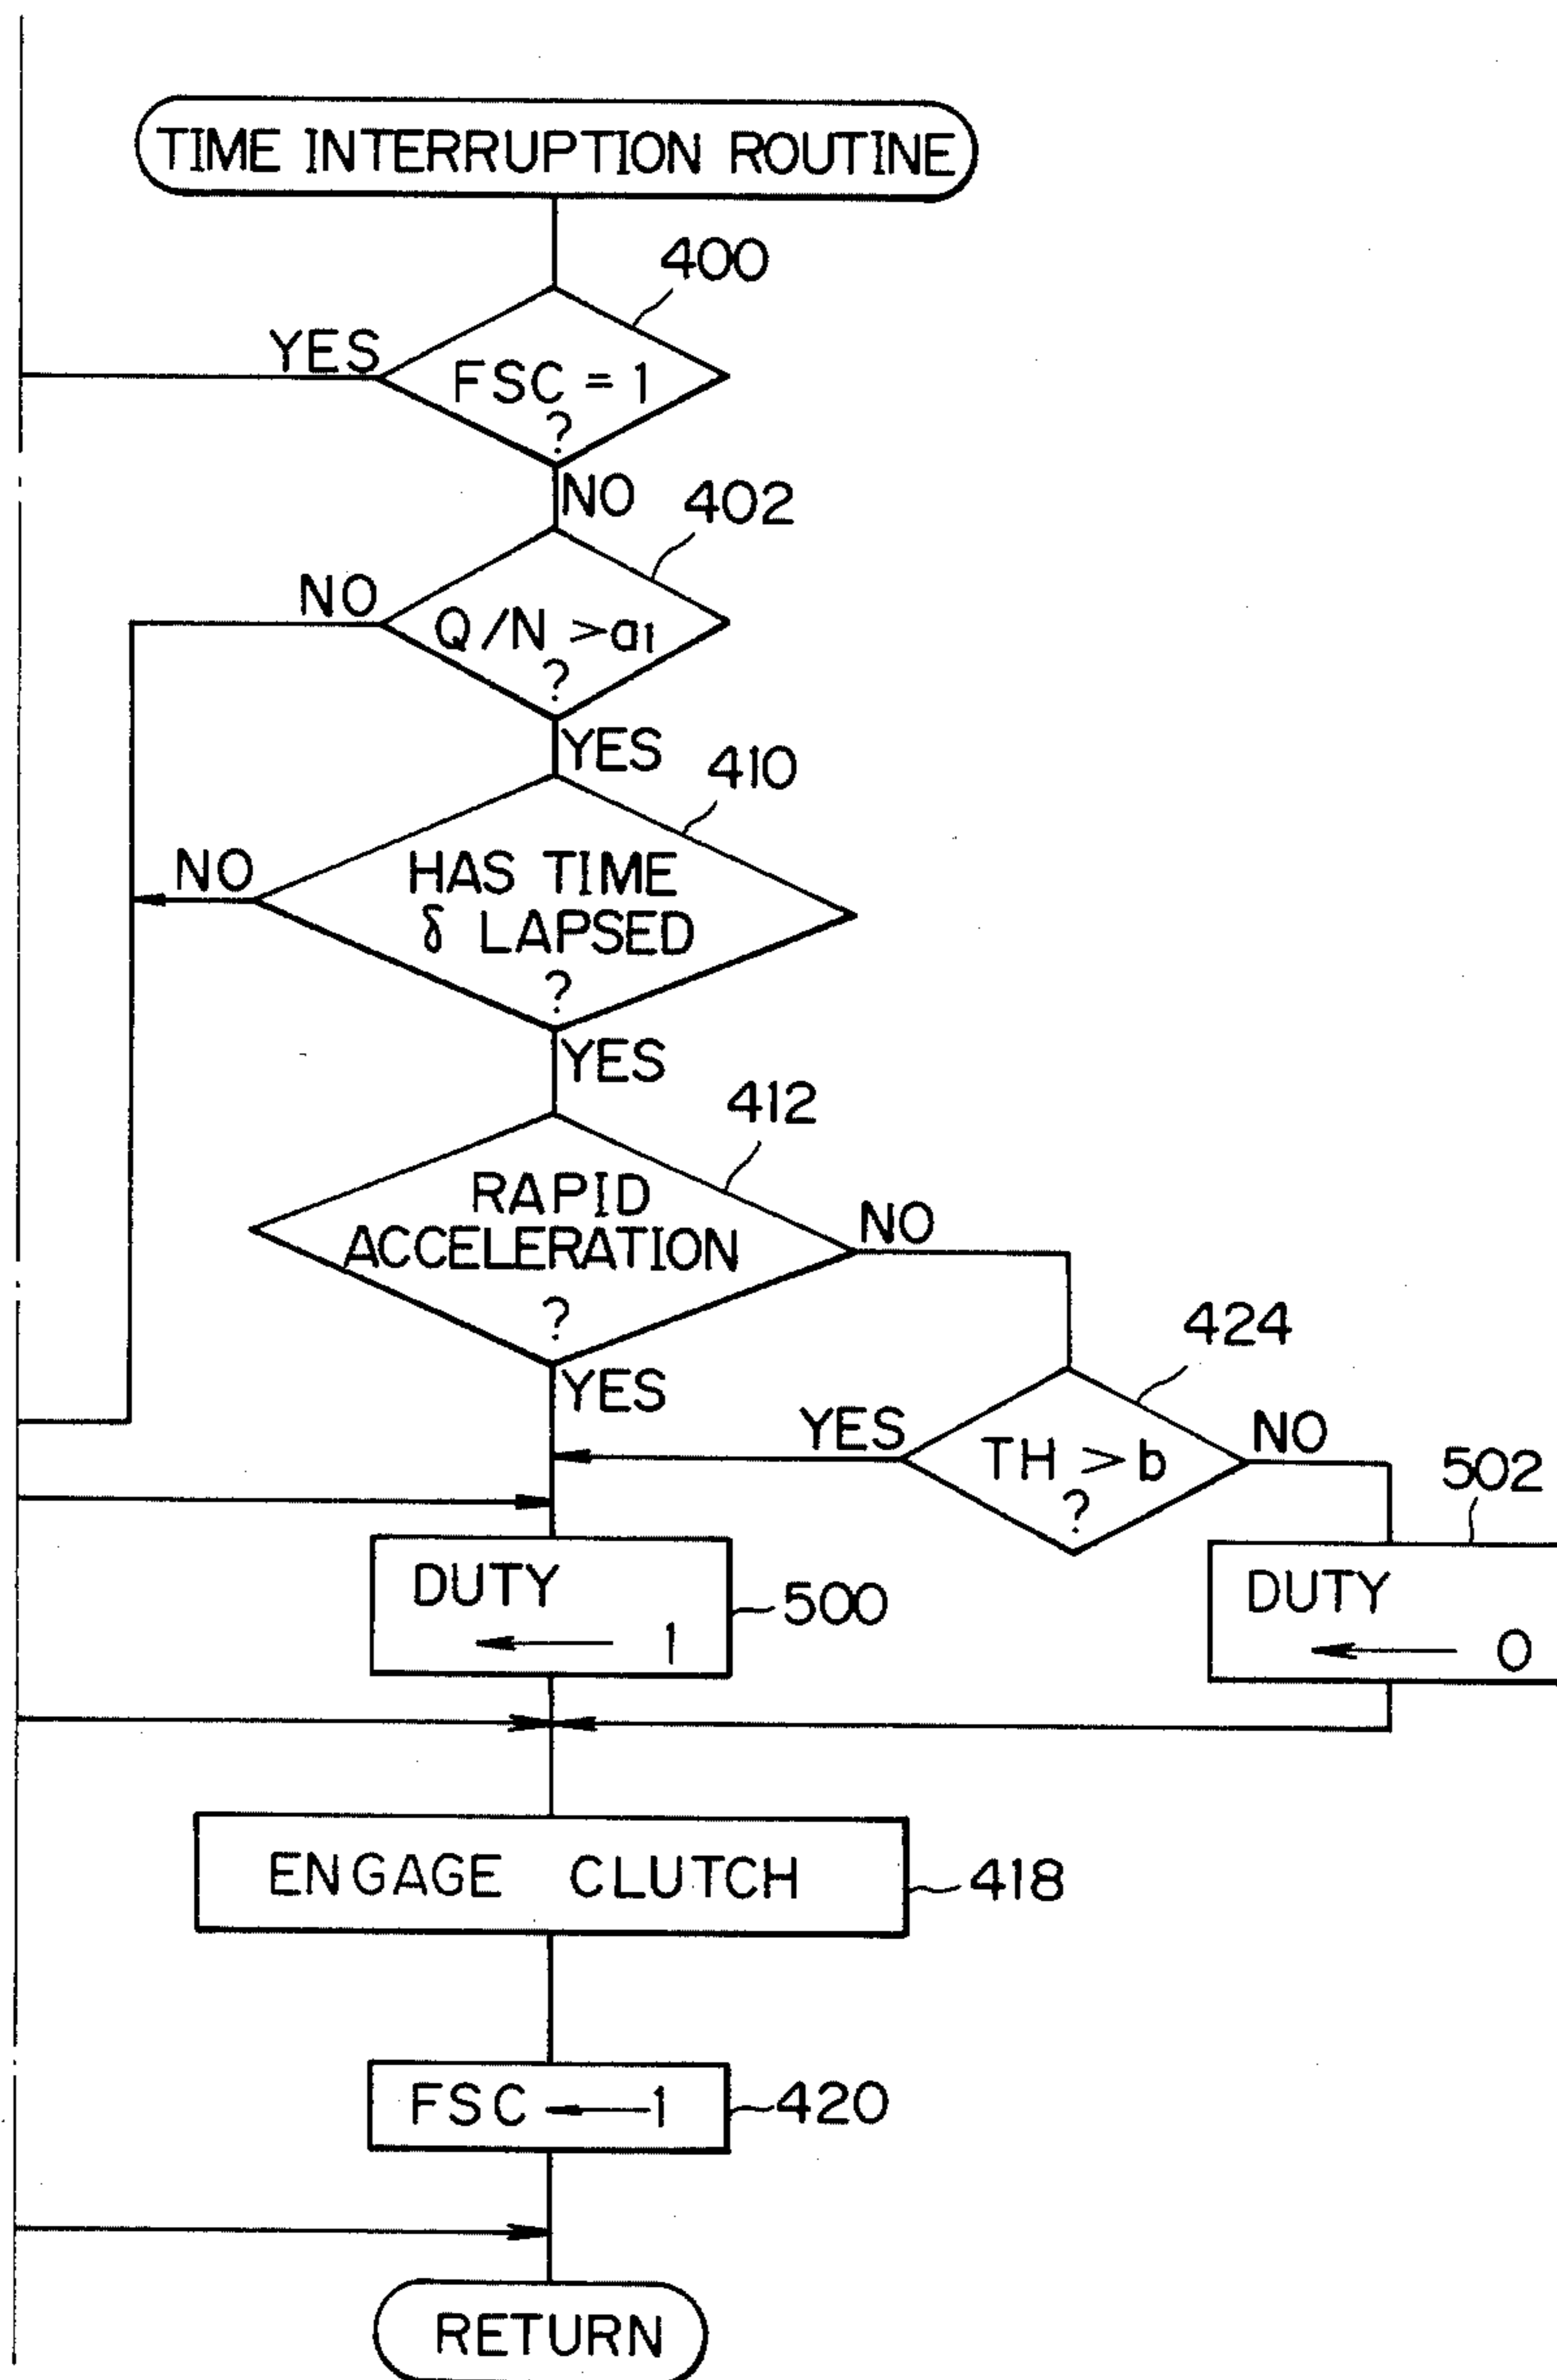 TIME INTERRUPTION ROUTINE
400
YES
FSC = 1
?
NO
402
NO
Q/N > a1
?
YES
410
NO
HAS TIME
δ LAPSED
?
YES
412
RAPID
ACCELERATION
?
NO
YES
424
YES
TH > b
?
NO
502
DUTY
← 1
500
DUTY
← 0
ENGAGE CLUTCH
418
FSC ← 1
420
RETURN